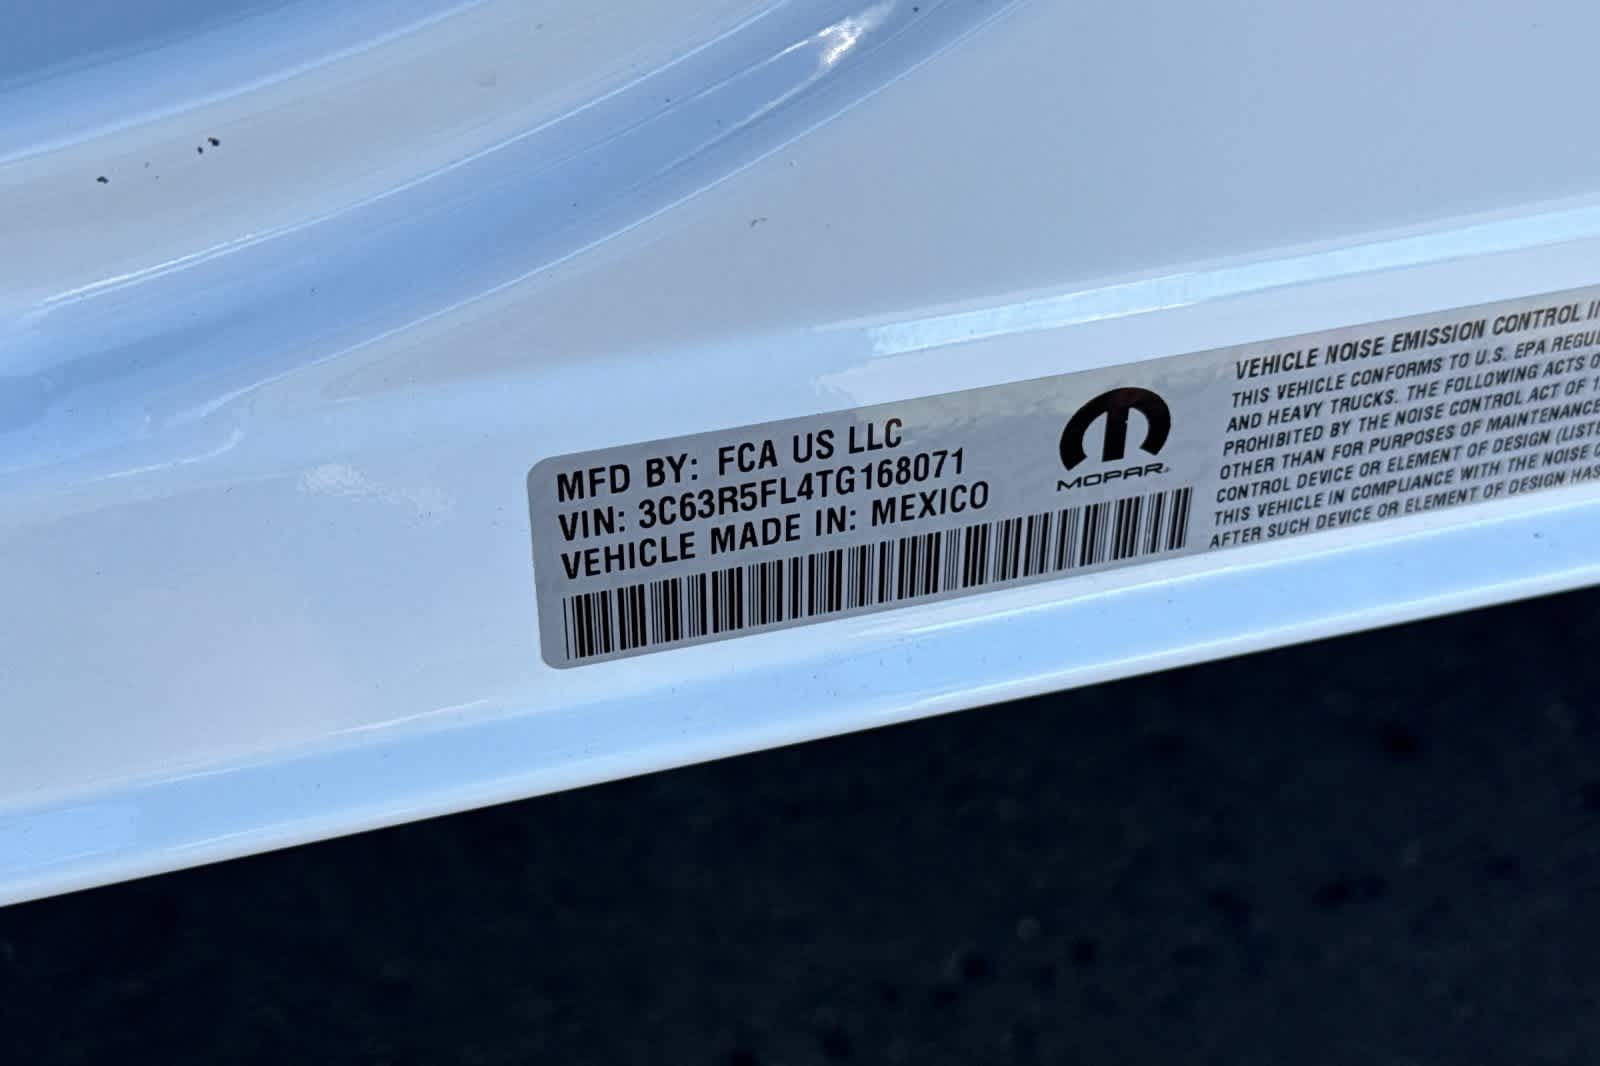 MFD BY: FCA US LLC
VIN: 3C63R5FL4TG168071
VEHICLE MADE IN: MEXICO
MOPAR
VEHICLE NOISE EMISSION CONTROL
THIS VEHICLE CONFORMS TO U.S. EPA
AND HEAVY TRUCKS. THE FOLLOWING ACTS
PROHIBITED BY THE NOISE CONTROL ACT OF
OTHER THAN FOR PURPOSES OF MAINTENANCE
CONTROL DEVICE OR ELEMENT OF DESIGN
THIS VEHICLE IN COMPLIANCE WITH THE NOISE
AFTER SUCH DEVICE OR ELEMENT OF DESIGN HAS